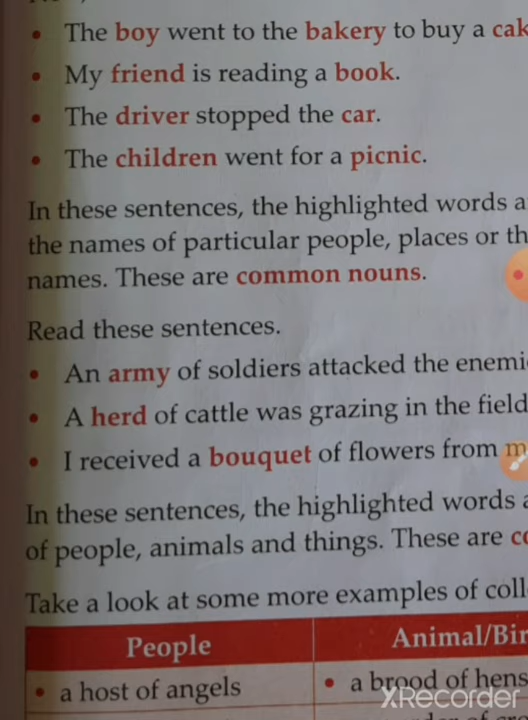 • The boy went to the bakery to buy a
• My friend is reading a book.
• The driver stopped the car.
• The children went for a picnic.
In these sentences, the highlighted words
the names of particular people, places or
names. These are common nouns.
Read these sentences.
• An army of soldiers attacked the
• A herd of cattle was grazing in the field
• I received a bouquet of flowers from
In these sentences, the highlighted words
of people, animals and things. These are
Take a look at some more examples of
People Animal/
• a host of angels • a brood of hens
XRecorder